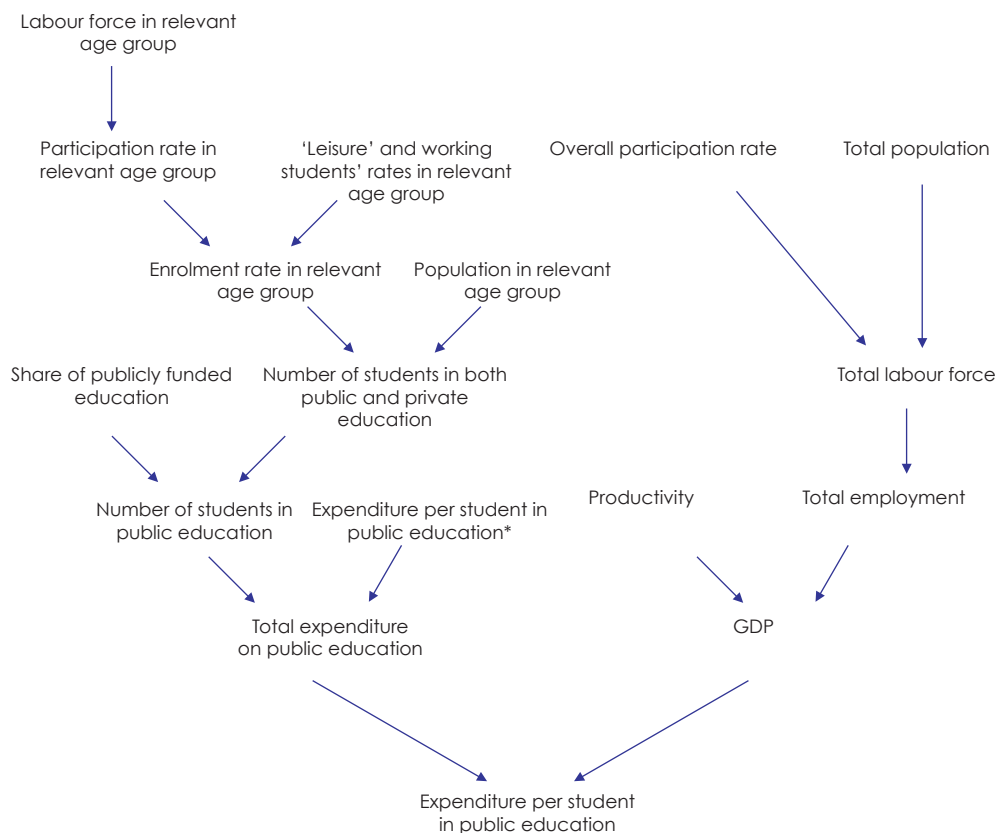 Labour force in relevant
age group
Participation rate in
relevant age group
‘Leisure’ and working
students’ rates in relevant
age group
Overall participation rate
Total population
Enrolment rate in relevant
age group
Population in relevant
age group
Share of publicly funded
education
Number of students in both
public and private
education
Total labour force
Number of students in
public education
Expenditure per student in
public education*
Productivity
Total employment
Total expenditure
on public education
GDP
Expenditure per student
in public education